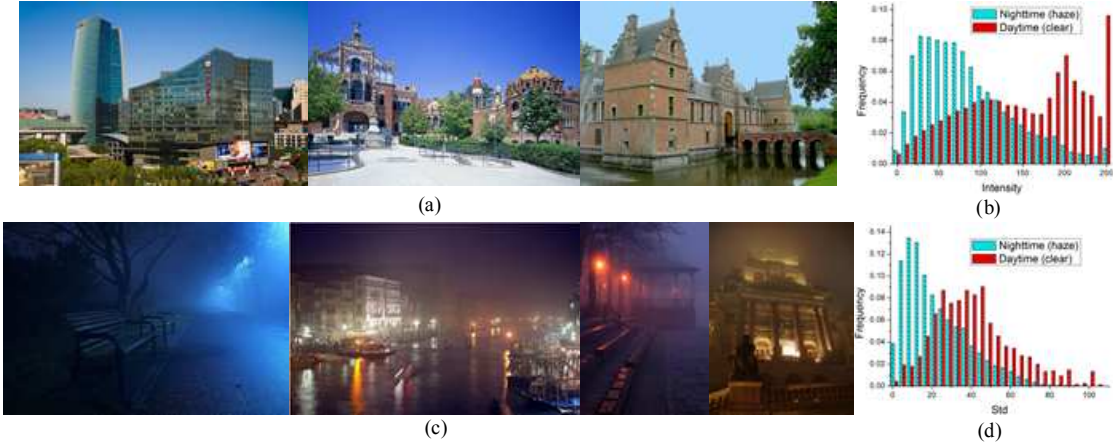 Nighttime (haze)
Daytime (clear)
0.10
0.08
0.06
0.04
0.02
0.00
Frequency
0 50 100 150 200 250
Intensity
(a)
(b)
Nighttime (haze)
Daytime (clear)
0.14
0.12
0.10
0.08
0.06
0.04
0.02
0.00
Frequency
0 20 40 60 80 100
Std
(c)
(d)